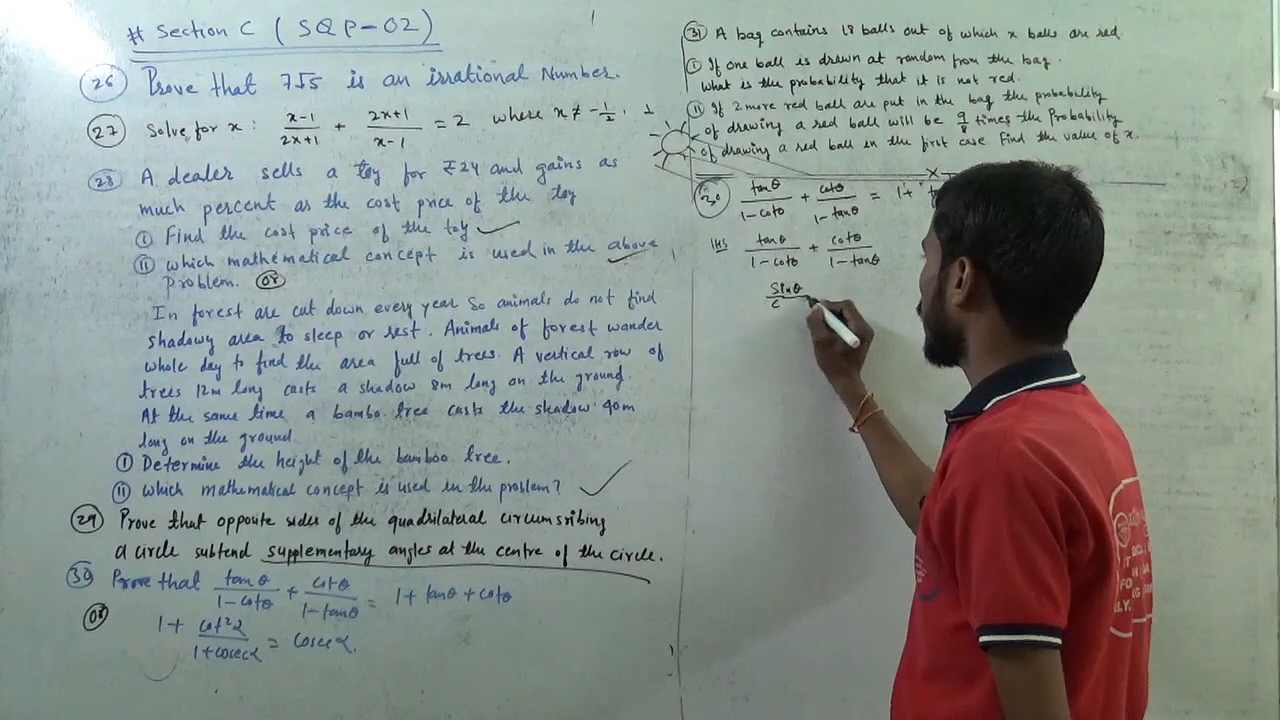 # Section C (SQP-02)
26 Prove that 7√5 is an irrational Number.
27 Solve for x : x-1/2x+1 + 2x+1/x-1 = 2 where x ≠ -1/2, 1
28 A dealer sells a toy for ₹24 and gains as
much percent as the cost price of the toy
i Find the cost price of the toy
ii which mathematical concept is used in the above
problem. Or
In forest are cut down every year So animals do not find
shadowy area to sleep or rest. Animals of forest wander
whole day to find the area full of trees. A vertical row of
trees 12m long casts a shadow 8m long on the ground.
At the same time a bambo tree casts the shadow 40m
long on the ground.
i Determine the height of the bamboo tree.
ii which mathematical concept is used in the problem?
29 Prove that opposite sides of the quadrilateral circumsribing
a circle subtend supplementary angles at the centre of the circle.
30 Prove that tanθ/1-cotθ + cotθ/1-tanθ = 1+ tanθ + cotθ
Or
1 + cot²α/1+cosecα = cosecα.
31 A bag contains 18 balls out of which x balls are red.
i If one ball is drawn at random from the bag.
what is the probability that it is not red.
ii If 2 more red ball are put in the bag the probability
of drawing a red ball will be 9/8 times the Probability
of drawing a red ball in the first case Find the value of x.
30 tanθ/1-cotθ + cotθ/1-tanθ = 1+
LHS tanθ/1-cotθ + cotθ/1-tanθ
Sinθ/c